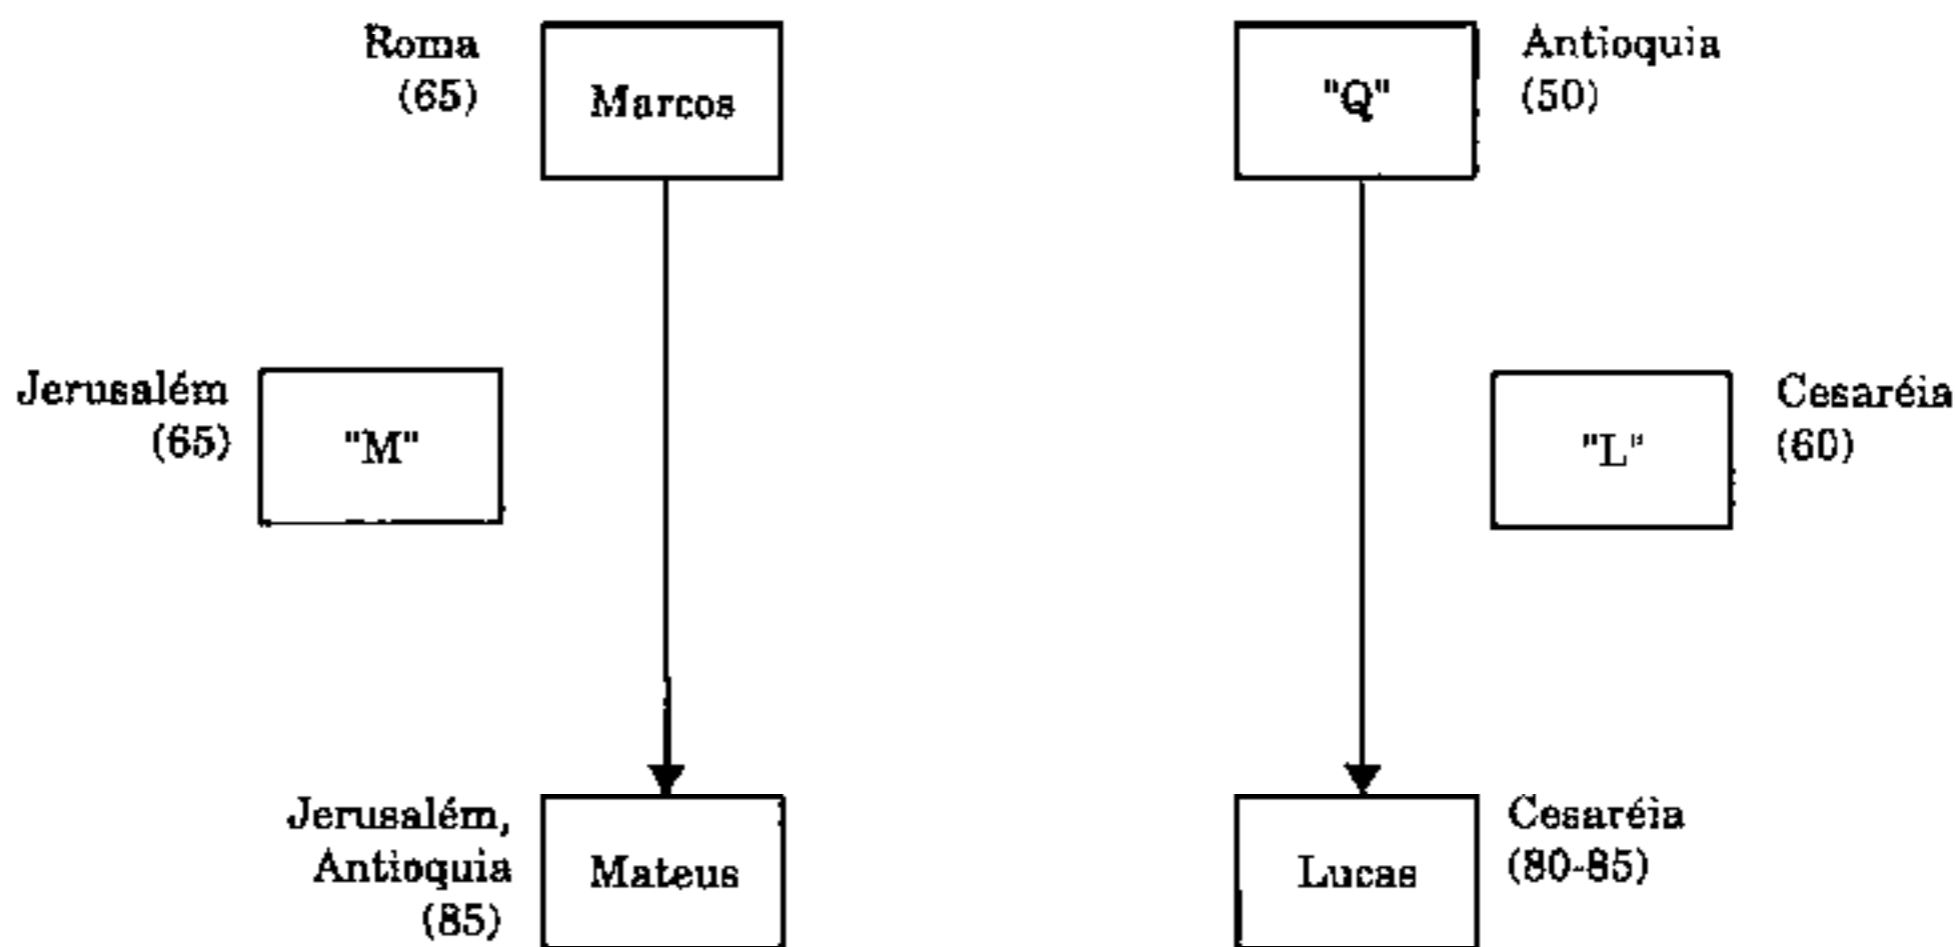 Roma
(65)
Marcos
"Q"
Antioquia
(50)
Jerusalém
(65)
"M"
"L"
Cesaréia
(60)
Jerusalém,
Antioquia
(85)
Mateus
Lucas
Cesaréia
(80-85)